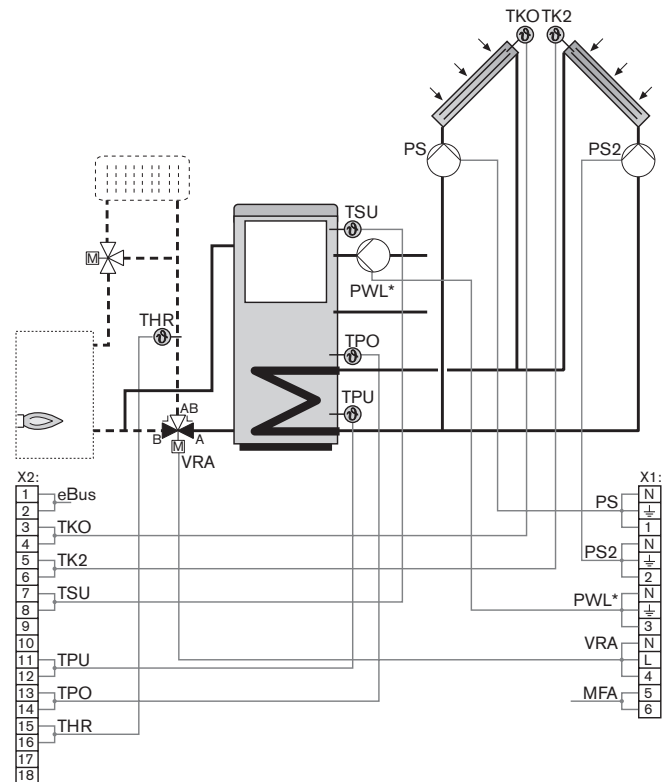 TKO TK2
PS
PS2
TSU
PWL*
THR
TPO
TPU
AB
B
A
M
M
VRA
X2:
1
2
eBus
3
4
TKO
5
6
TK2
7
8
TSU
9
10
11
12
TPU
13
14
TPO
15
16
THR
17
18
X1:
PS
N
1
PS2
N
2
PWL*
N
3
VRA
N
L
4
MFA
5
6